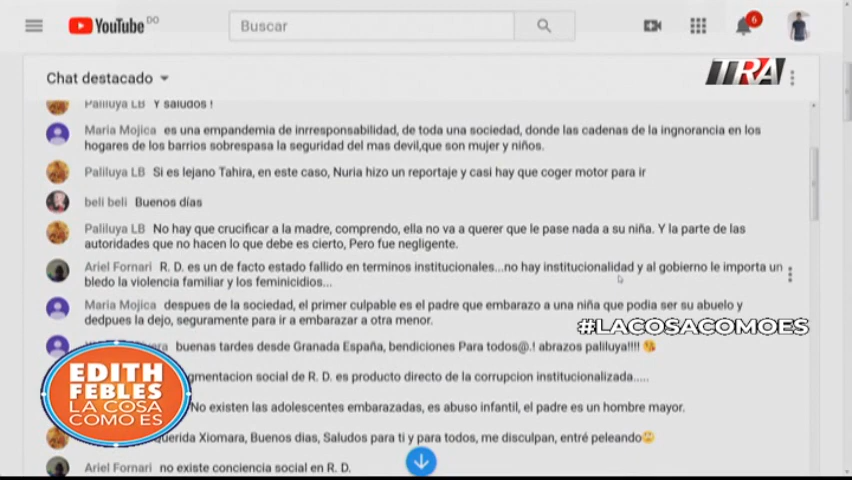 YouTube DO
Buscar
6
Chat destacado
TRA
Paliluya LB Y saludos !
Maria Mojica es una empandemia de inrresponsabilidad, de toda una sociedad, donde las cadenas de la ingnorancia en los
hogares de los barrios sobrespasa la seguridad del mas devil,que son mujer y niños.
Paliluya LB Si es lejano Tahira, en este caso, Nuria hizo un reportaje y casi hay que coger motor para ir
beli beli Buenos días
Paliluya LB No hay que crucificar a la madre, comprendo, ella no va a querer que le pase nada a su niña. Y la parte de las
autoridades que no hacen lo que debe es cierto, Pero fue negligente.
Ariel Fornari R. D. es un de facto estado fallido en terminos institucionales...no hay institucionalidad y al gobierno le importa un
bledo la violencia familiar y los feminicidios...
Maria Mojica despues de la sociedad, el primer culpable es el padre que embarazo a una niña que podia ser su abuelo y
dedpues la dejo, seguramente para ir a embarazar a otra menor.
#LACOSACOMOES
buenas tardes desde Granada España, bendiciones Para todos@.! abrazos paliluya!!!! 😘
gmentacion social de R. D. es producto directo de la corrupcion institucionalizada.....
No existen las adolescentes embarazadas, es abuso infantil, el padre es un hombre mayor.
uerida Xiomara, Buenos dias, Saludos para ti y para todos, me disculpan, entré peleando🙄
Ariel Fornari no existe conciencia social en R. D.
EDITH
FEBLES
LA COSA
COMO ES